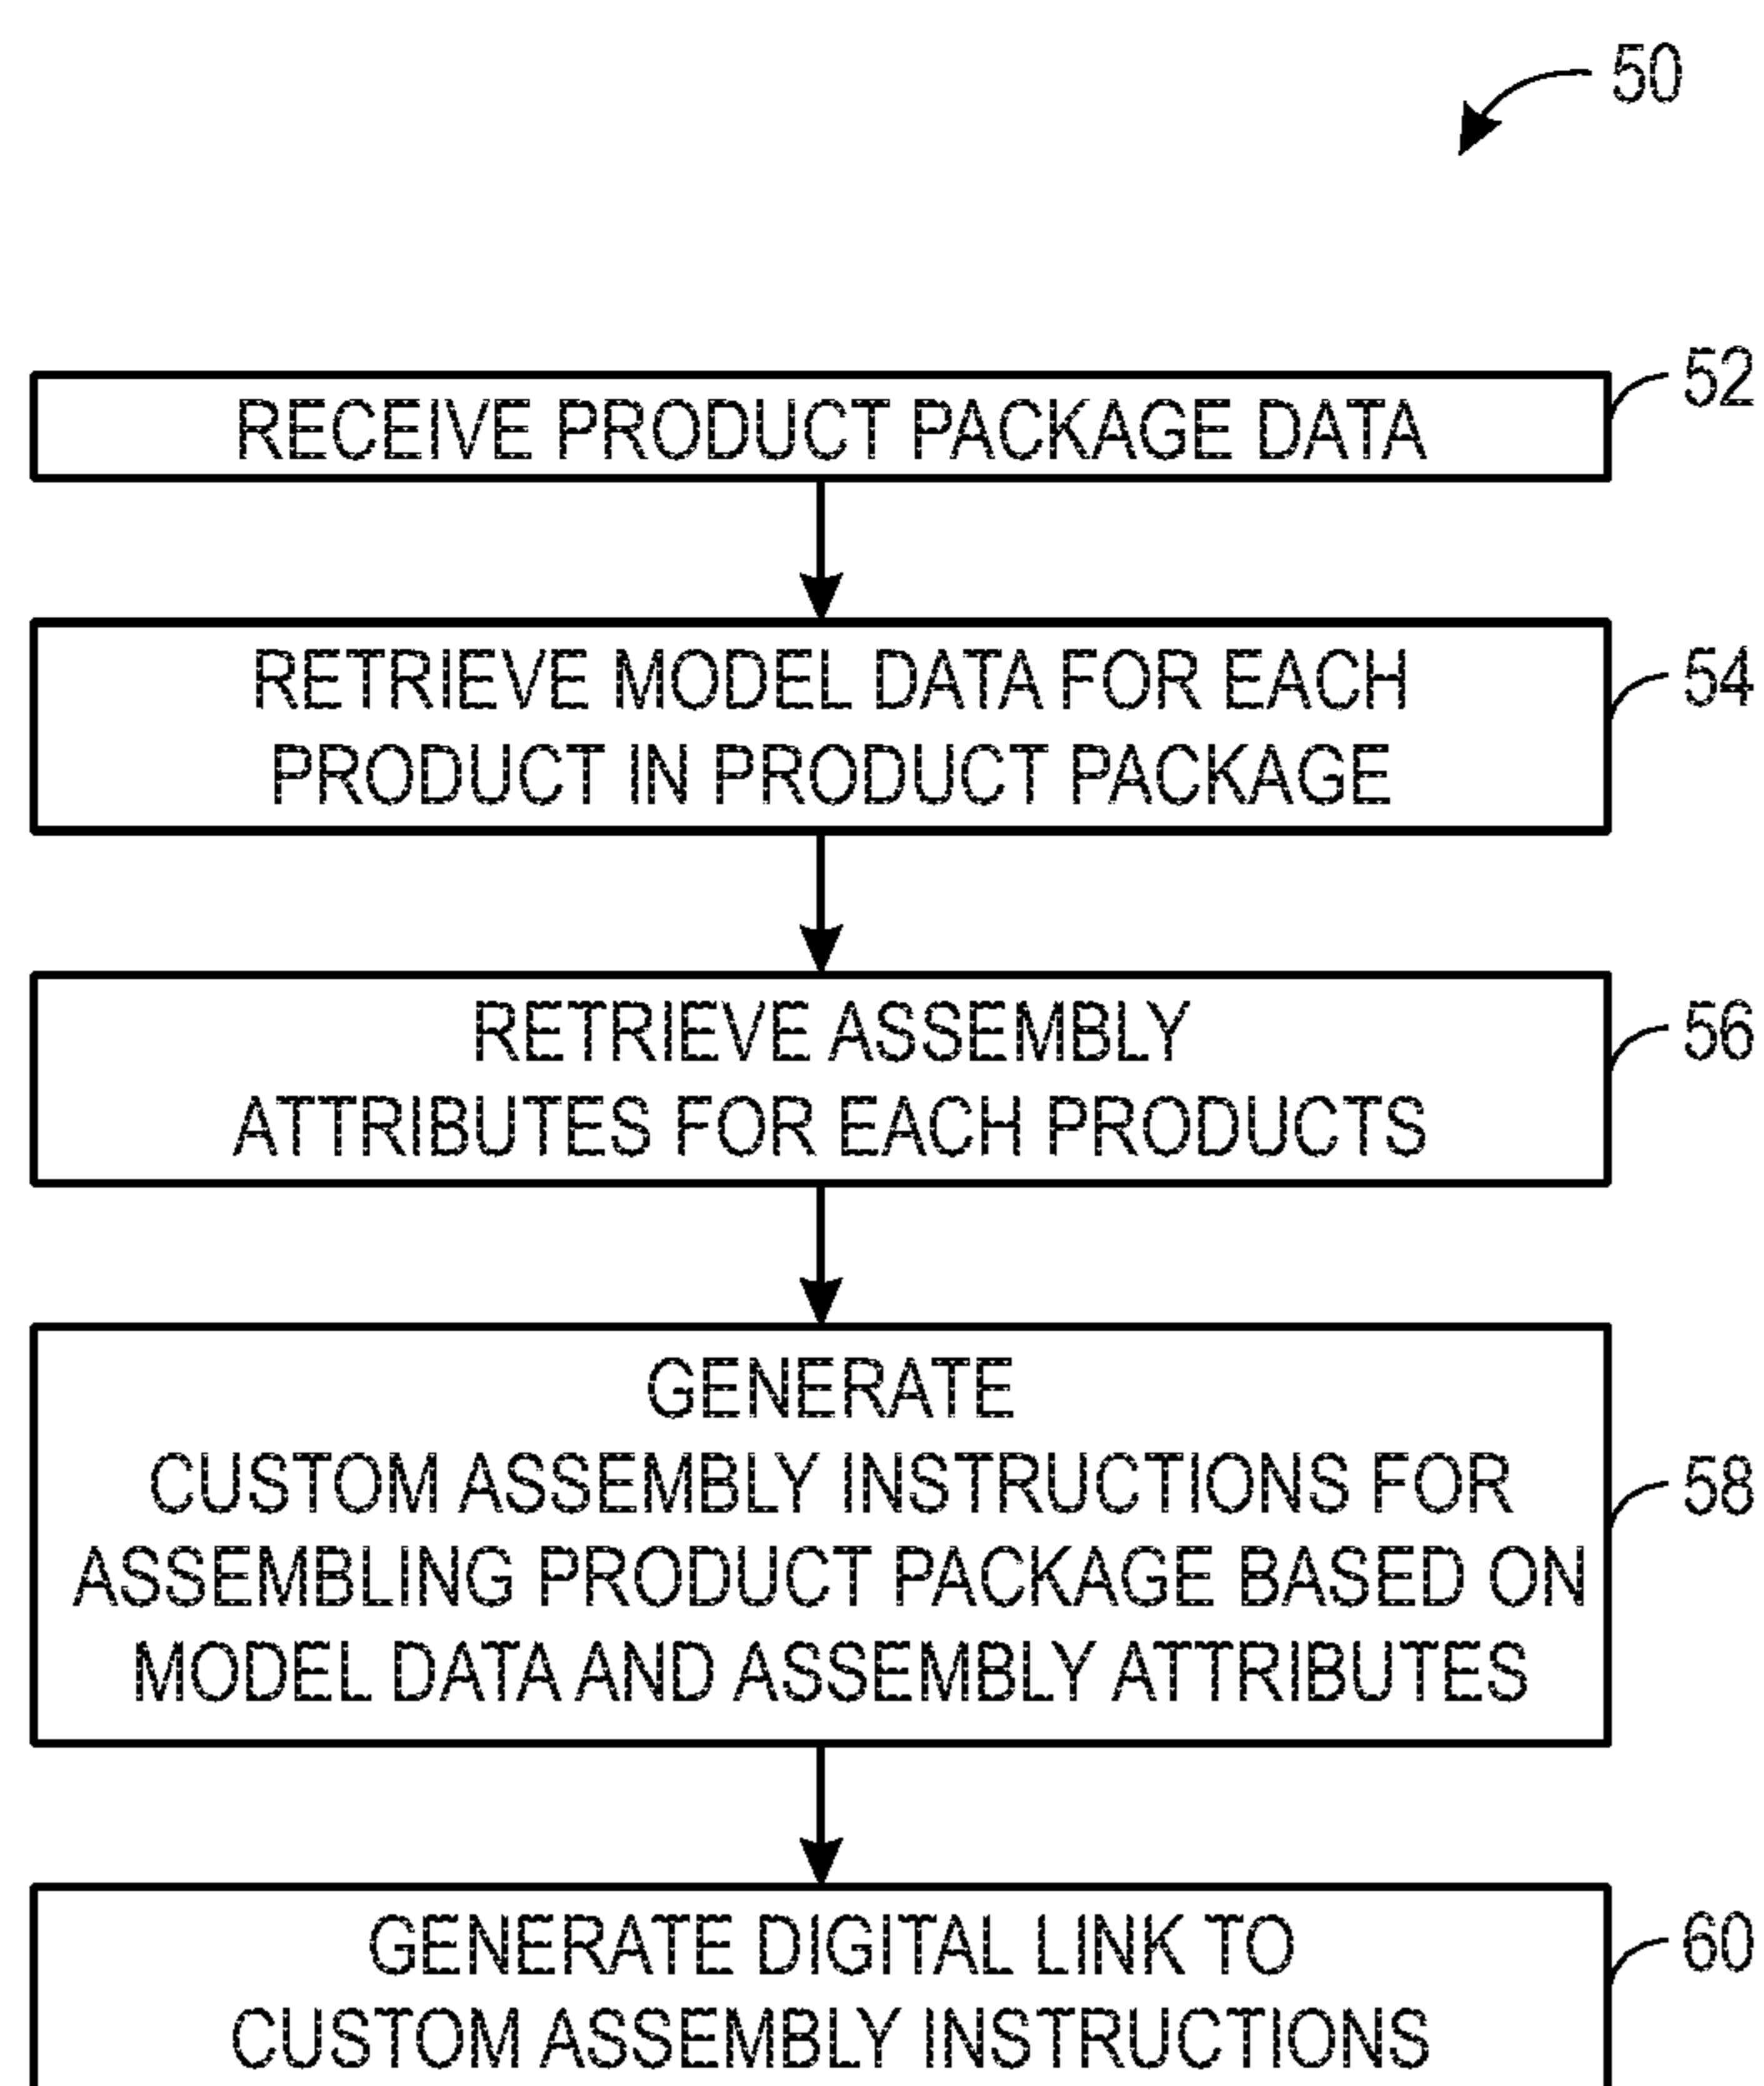 50
52
RECEIVE PRODUCT PACKAGE DATA
54
RETRIEVE MODEL DATA FOR EACH
PRODUCT IN PRODUCT PACKAGE
56
RETRIEVE ASSEMBLY
ATTRIBUTES FOR EACH PRODUCTS
GENERATE
CUSTOM ASSEMBLY INSTRUCTIONS FOR
58
ASSEMBLING PRODUCT PACKAGE BASED ON
MODEL DATA AND ASSEMBLY ATTRIBUTES
60
GENERATE DIGITAL LINK TO
CUSTOM ASSEMBLY INSTRUCTIONS